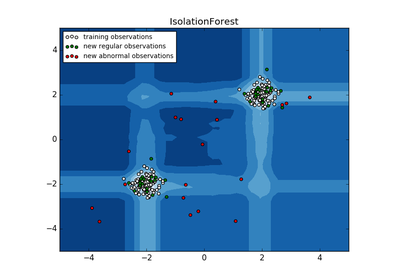 IsolationForest
training observations
new regular observations
new abnormal observations
4
2
0
−2
−4
−4 −2 0 2 4